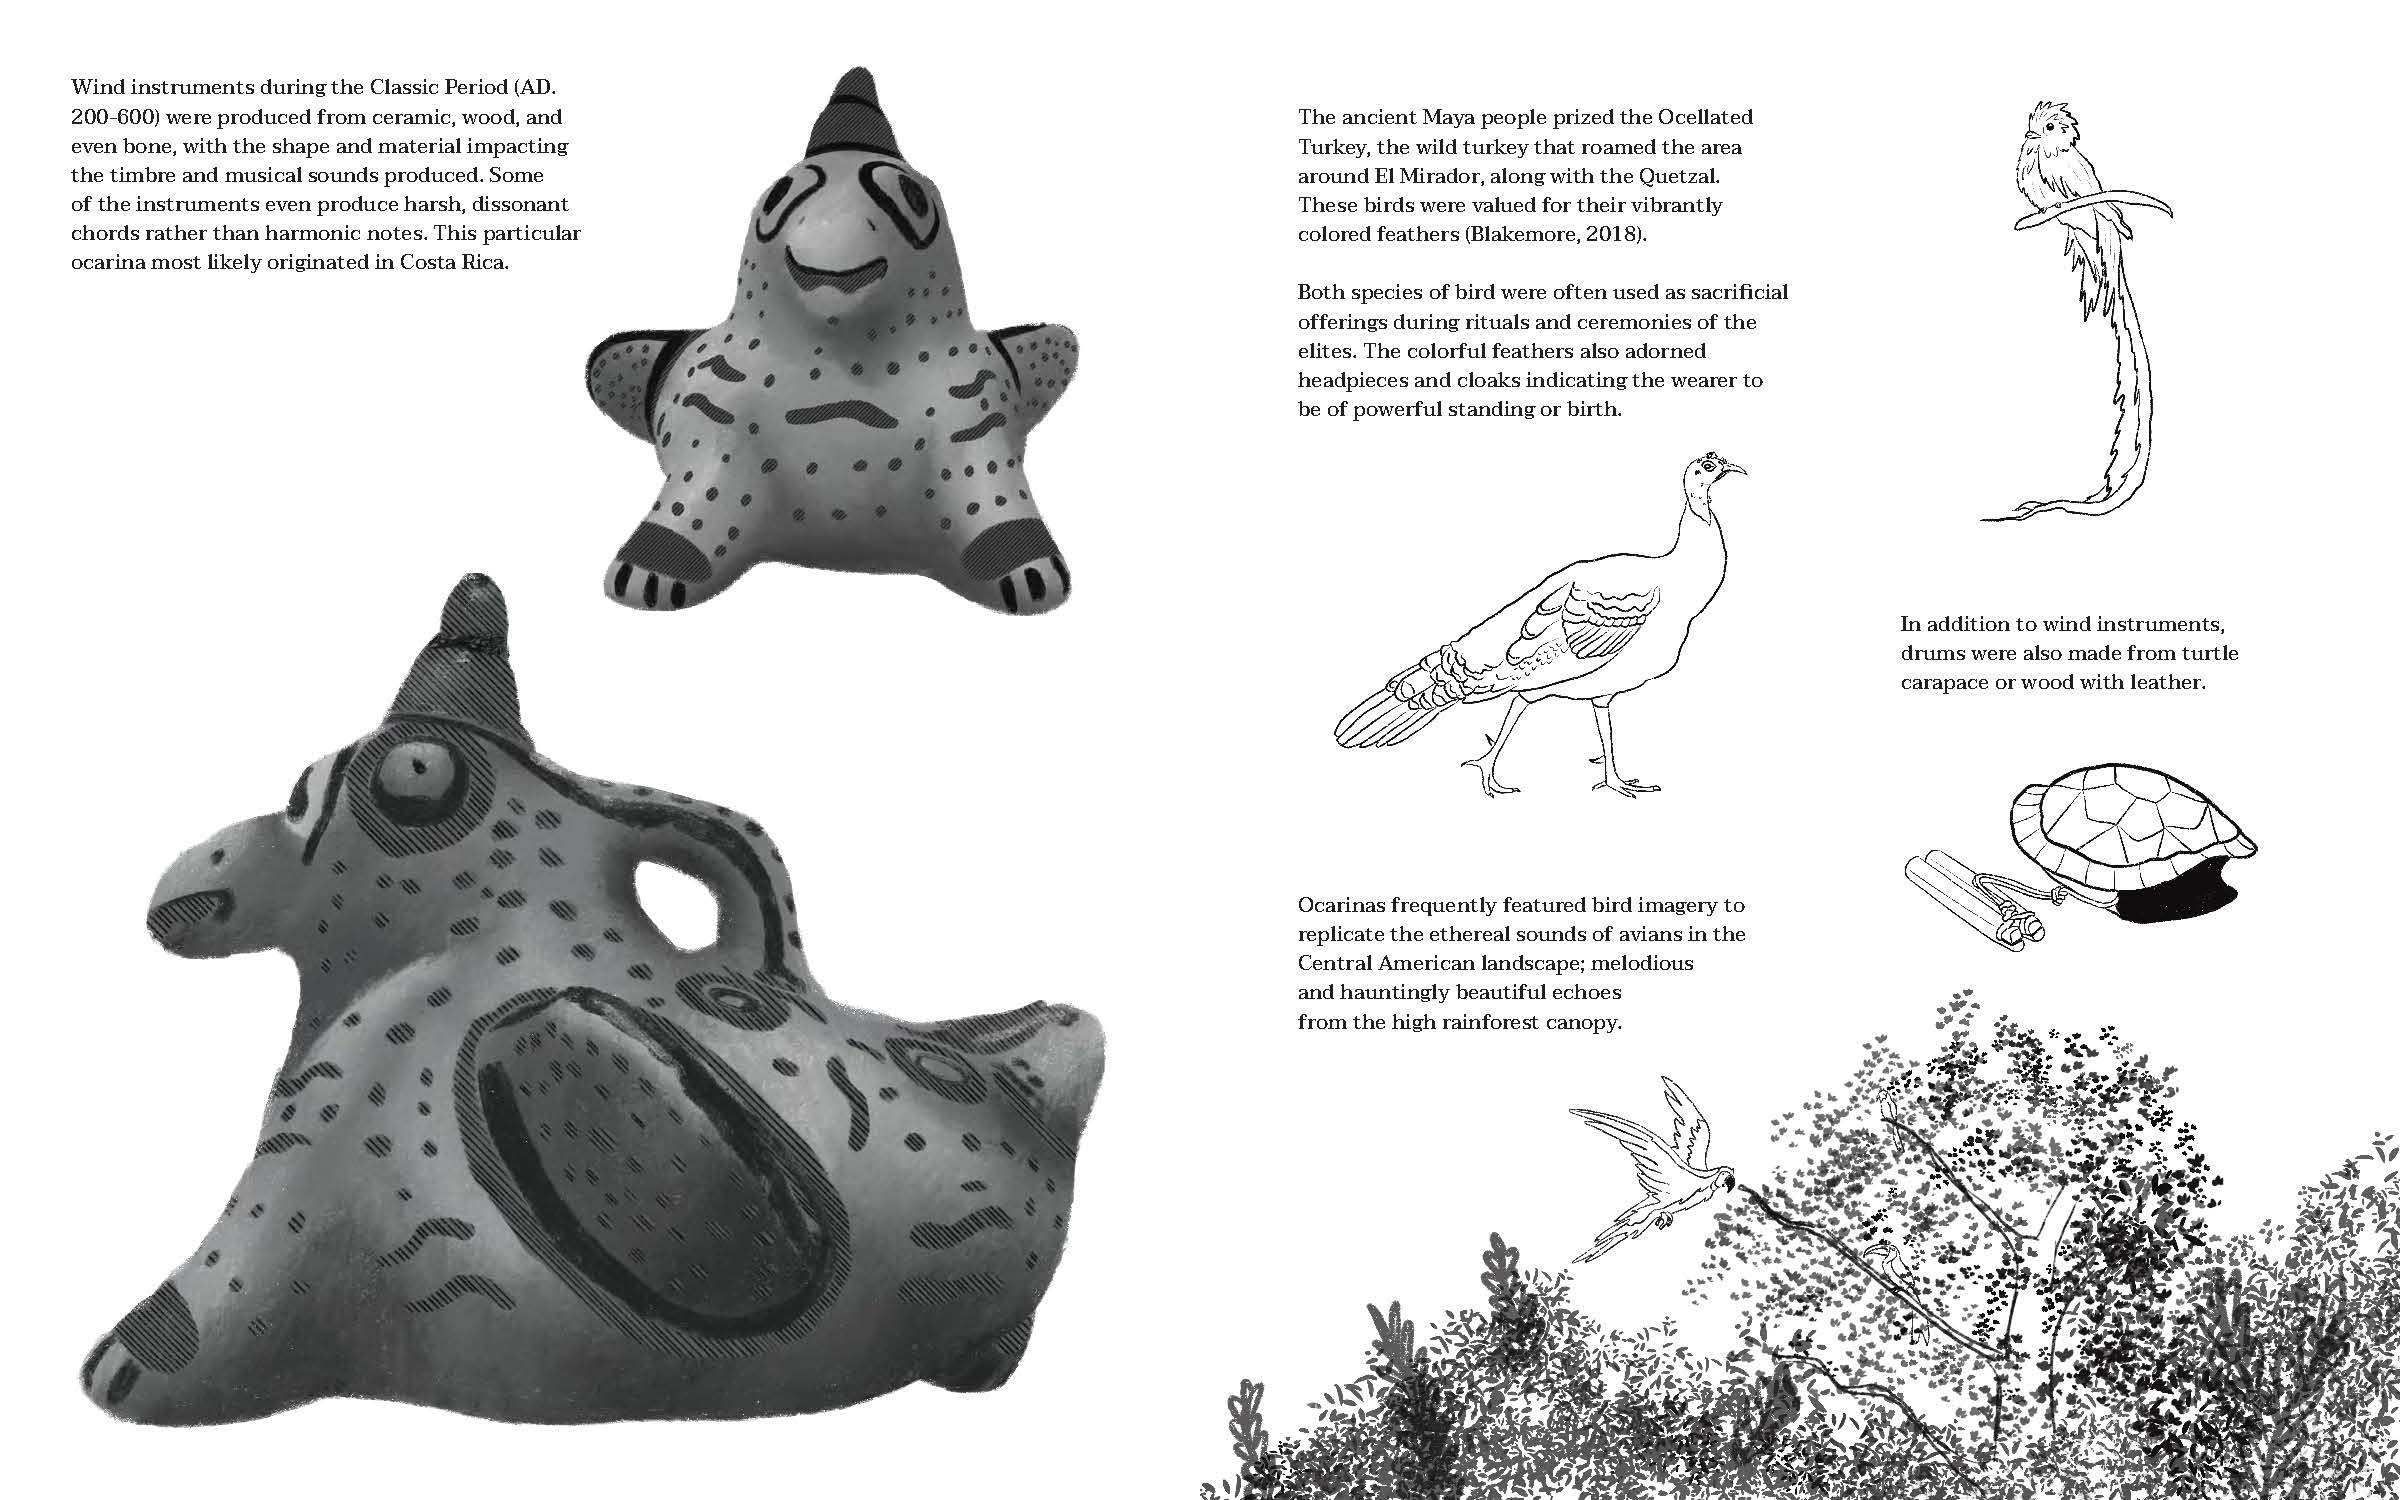 Wind instruments during the Classic Period (AD.
200-600) were produced from ceramic, wood, and
even bone, with the shape and material impacting
the timbre and musical sounds produced. Some
of the instruments even produce harsh, dissonant
chords rather than harmonic notes. This particular
ocarina most likely originated in Costa Rica.
The ancient Maya people prized the Ocellated
Turkey, the wild turkey that roamed the area
around El Mirador, along with the Quetzal.
These birds were valued for their vibrantly
colored feathers (Blakemore, 2018).
Both species of bird were often used as sacrificial
offerings during rituals and ceremonies of the
elites. The colorful feathers also adorned
headpieces and cloaks indicating the wearer to
be of powerful standing or birth.
In addition to wind instruments,
drums were also made from turtle
carapace or wood with leather.
Ocarinas frequently featured bird imagery to
replicate the ethereal sounds of avians in the
Central American landscape; melodious
and hauntingly beautiful echoes
from the high rainforest canopy.